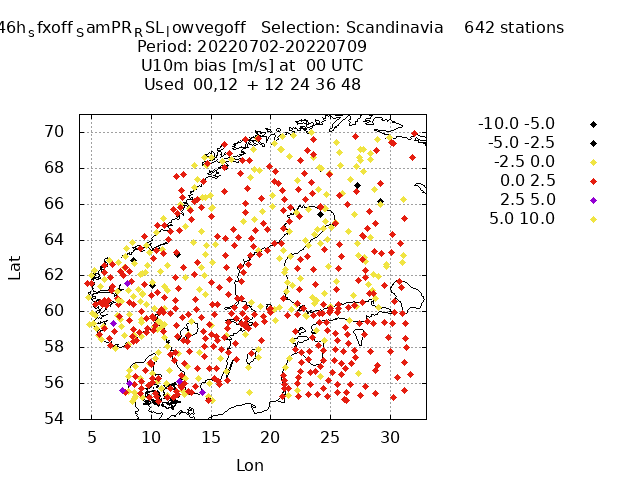 46h_sfxoff_SamPR_RSL_lowvegoff Selection: Scandinavia 642 stations
Period: 20220702-20220709
U10m bias [m/s] at 00 UTC
Used 00,12 + 12 24 36 48
-10.0 -5.0
-5.0 -2.5
-2.5 0.0
0.0 2.5
2.5 5.0
5.0 10.0
70
68
66
64
62
60
58
56
54
Lat
5 10 15 20 25 30
Lon